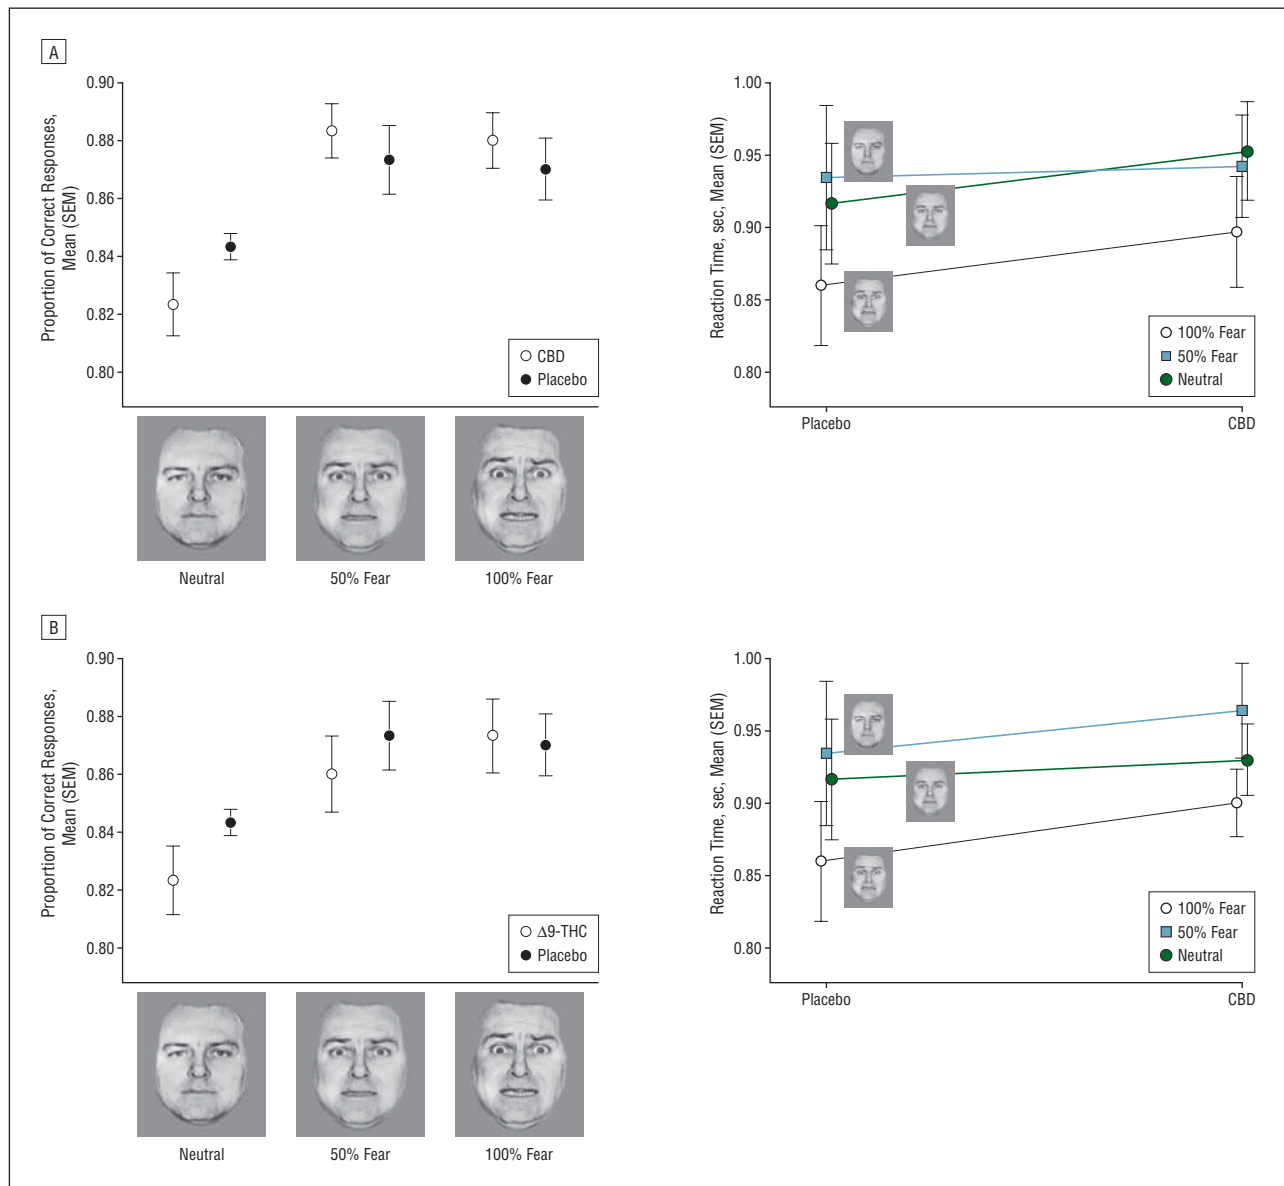 A
Proportion of Correct Responses,
Mean (SEM)
0.90
0.88
0.86
0.84
0.82
0.80
CBD
Placebo
Neutral
50% Fear
100% Fear
Reaction Time, sec, Mean (SEM)
1.00
0.95
0.90
0.85
0.80
100% Fear
50% Fear
Neutral
Placebo
CBD
B
Proportion of Correct Responses,
Mean (SEM)
0.90
0.88
0.86
0.84
0.82
0.80
Δ9-THC
Placebo
Neutral
50% Fear
100% Fear
Reaction Time, sec, Mean (SEM)
1.00
0.95
0.90
0.85
0.80
100% Fear
50% Fear
Neutral
Placebo
CBD